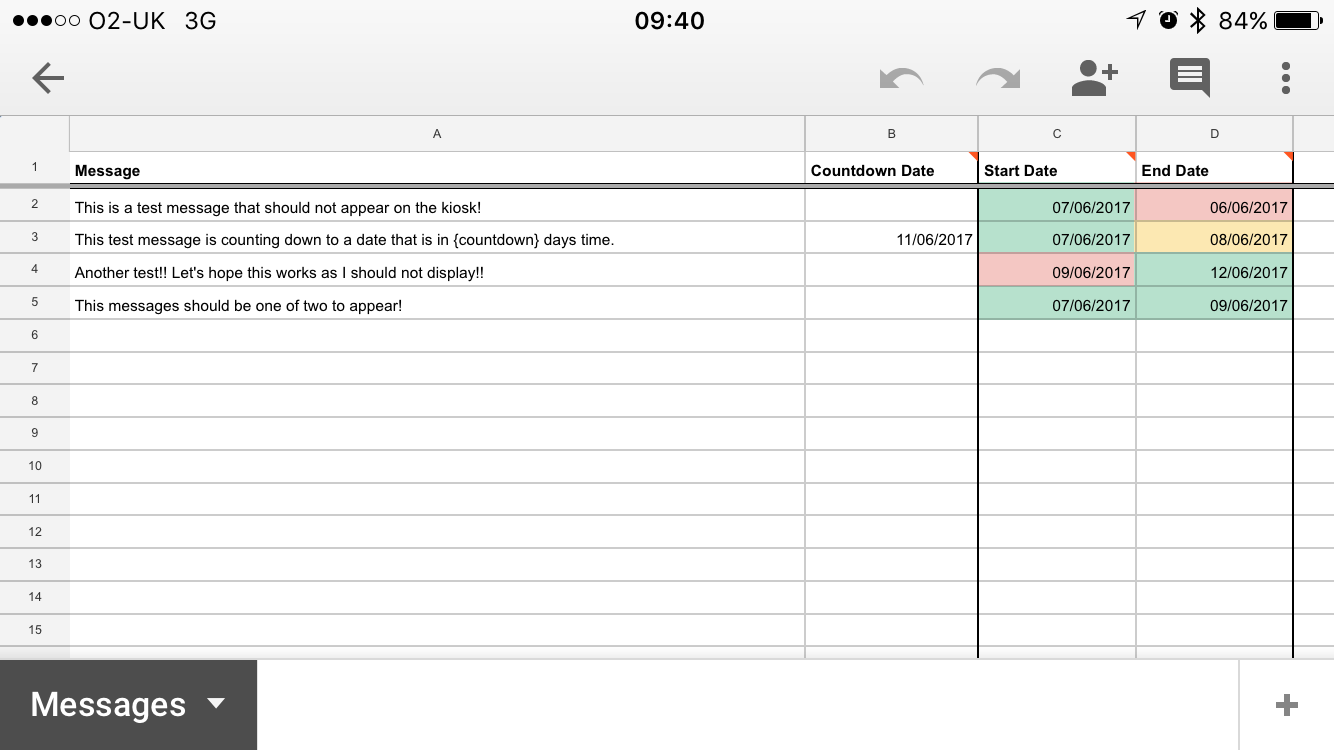 O2-UK 3G 09:40 84%
A B C D
1 Message Countdown Date Start Date End Date
2 This is a test message that should not appear on the kiosk! 07/06/2017 06/06/2017
3 This test message is counting down to a date that is in {countdown} days time. 11/06/2017 07/06/2017 08/06/2017
4 Another test!! Let's hope this works as I should not display!! 09/06/2017 12/06/2017
5 This messages should be one of two to appear! 07/06/2017 09/06/2017
6
7
8
9
10
11
12
13
14
15
Messages